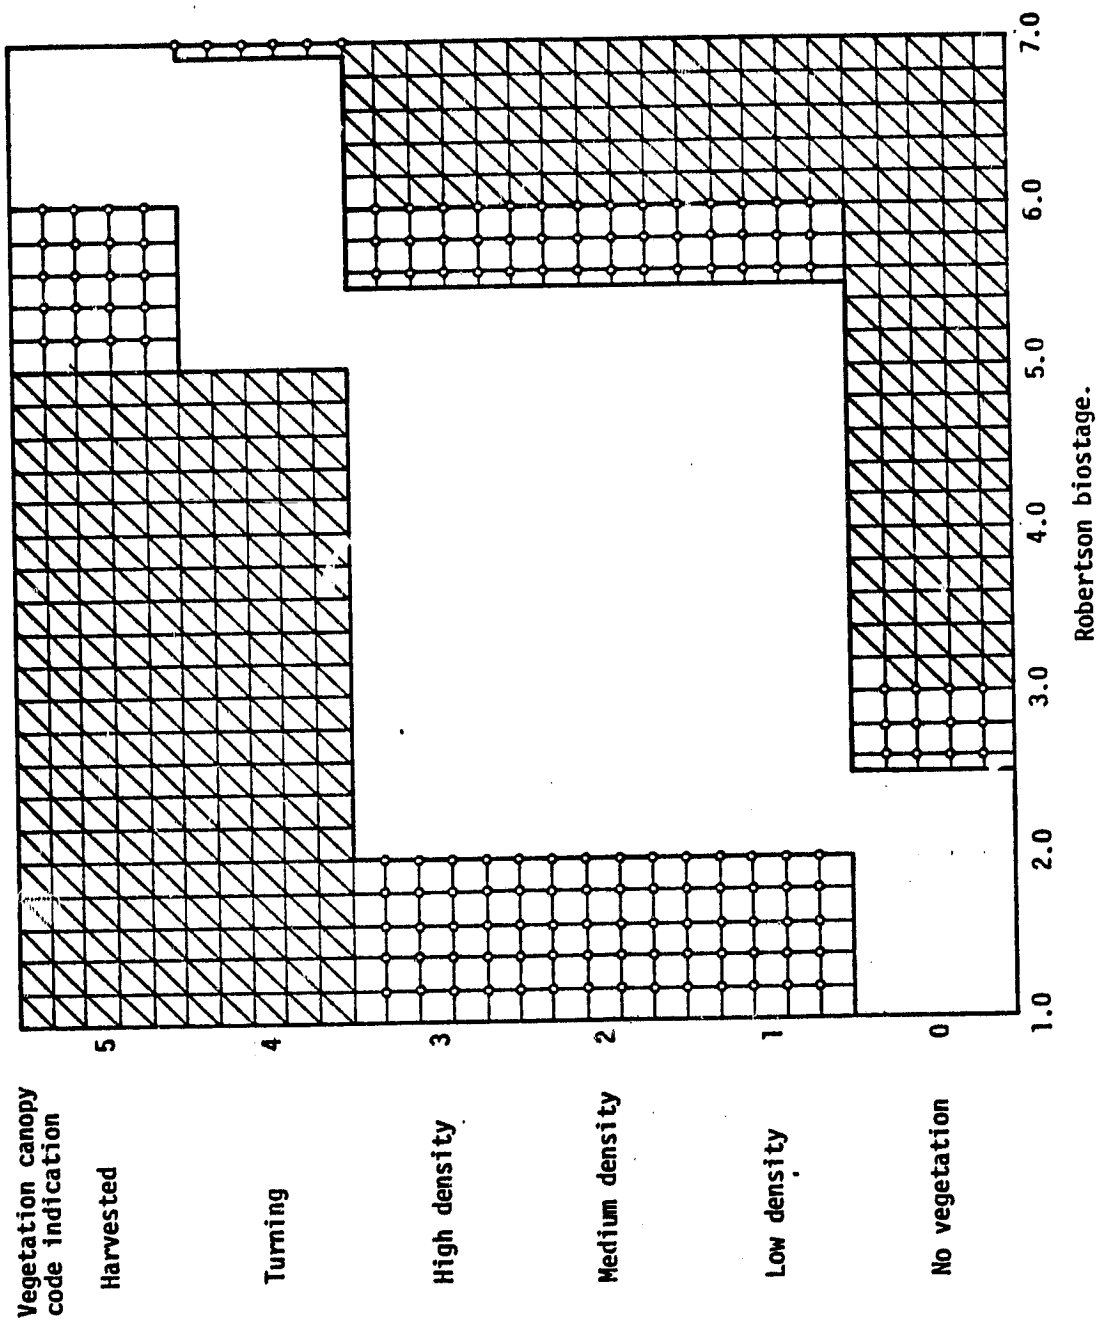 Vegetation canopy
code indication
Harvested
5
Turning
4
High density
3
Medium density
2
Low density
1
No vegetation
0
1.0
2.0
3.0
4.0
5.0
6.0
7.0
Robertson biostage.